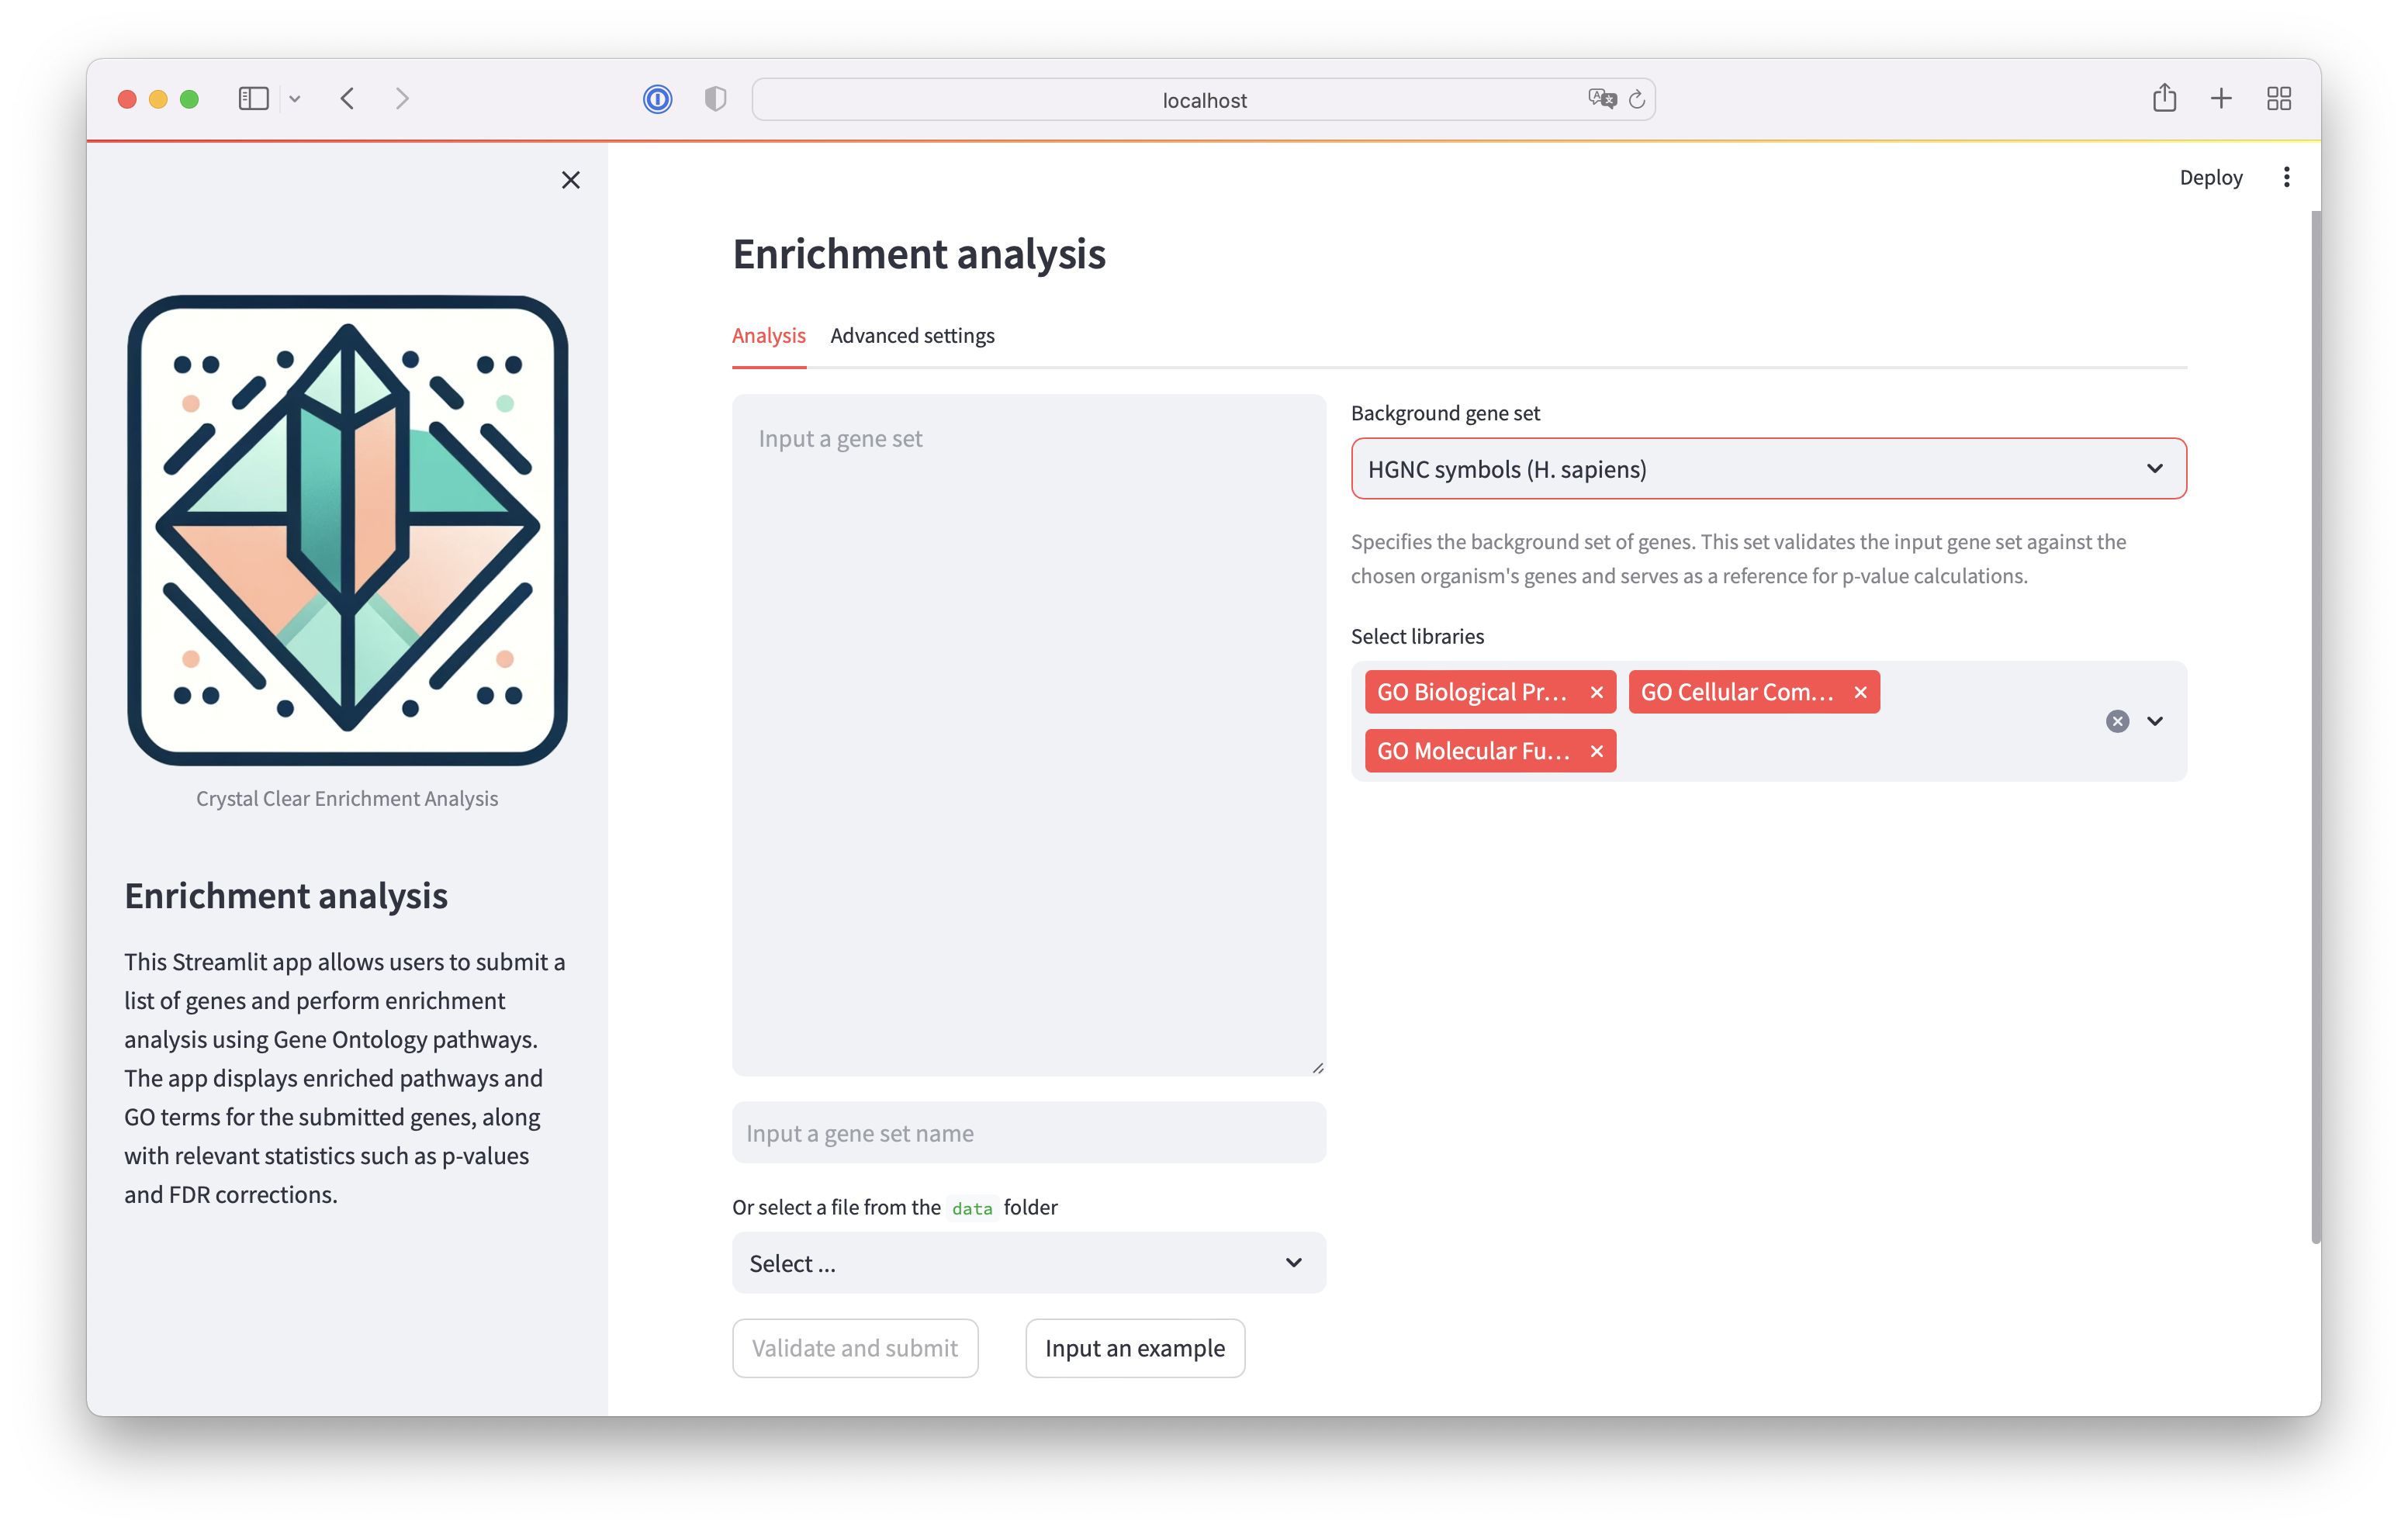 localhost
Deploy
Crystal Clear Enrichment Analysis
Enrichment analysis
This Streamlit app allows users to submit a
list of genes and perform enrichment
analysis using Gene Ontology pathways.
The app displays enriched pathways and
GO terms for the submitted genes, along
with relevant statistics such as p-values
and FDR corrections.
Enrichment analysis
Analysis Advanced settings
Input a gene set
Input a gene set name
Or select a file from the data folder
Select ...
Validate and submit Input an example
Background gene set
HGNC symbols (H. sapiens)
Specifies the background set of genes. This set validates the input gene set against the
chosen organism's genes and serves as a reference for p-value calculations.
Select libraries
GO Biological Pr... GO Cellular Com...
GO Molecular Fu...